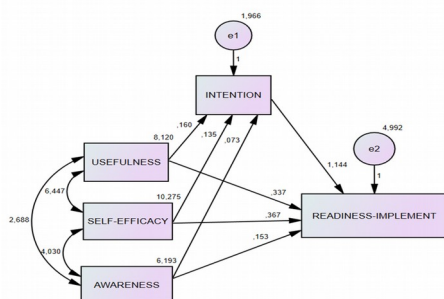 1,966
e1
1
INTENTION
4,992
e2
8,120
,160
,135
,073
1
1,144
USEFULNESS
,337
6,447
10,275
READINESS-IMPLEMENT
2,688
SELF-EFFICACY
,367
4,030
6,193
,153
AWARENESS